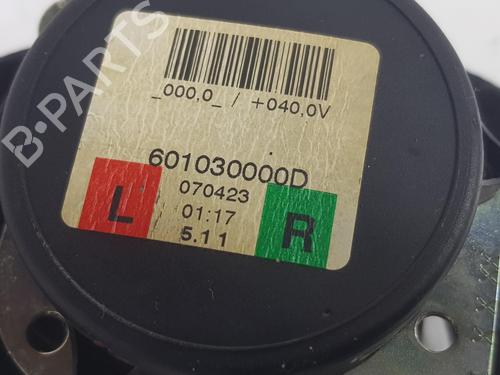 _000,0_ / +040,0V
601030000D
070423
L
01:17
R
5.11
B-PARTS